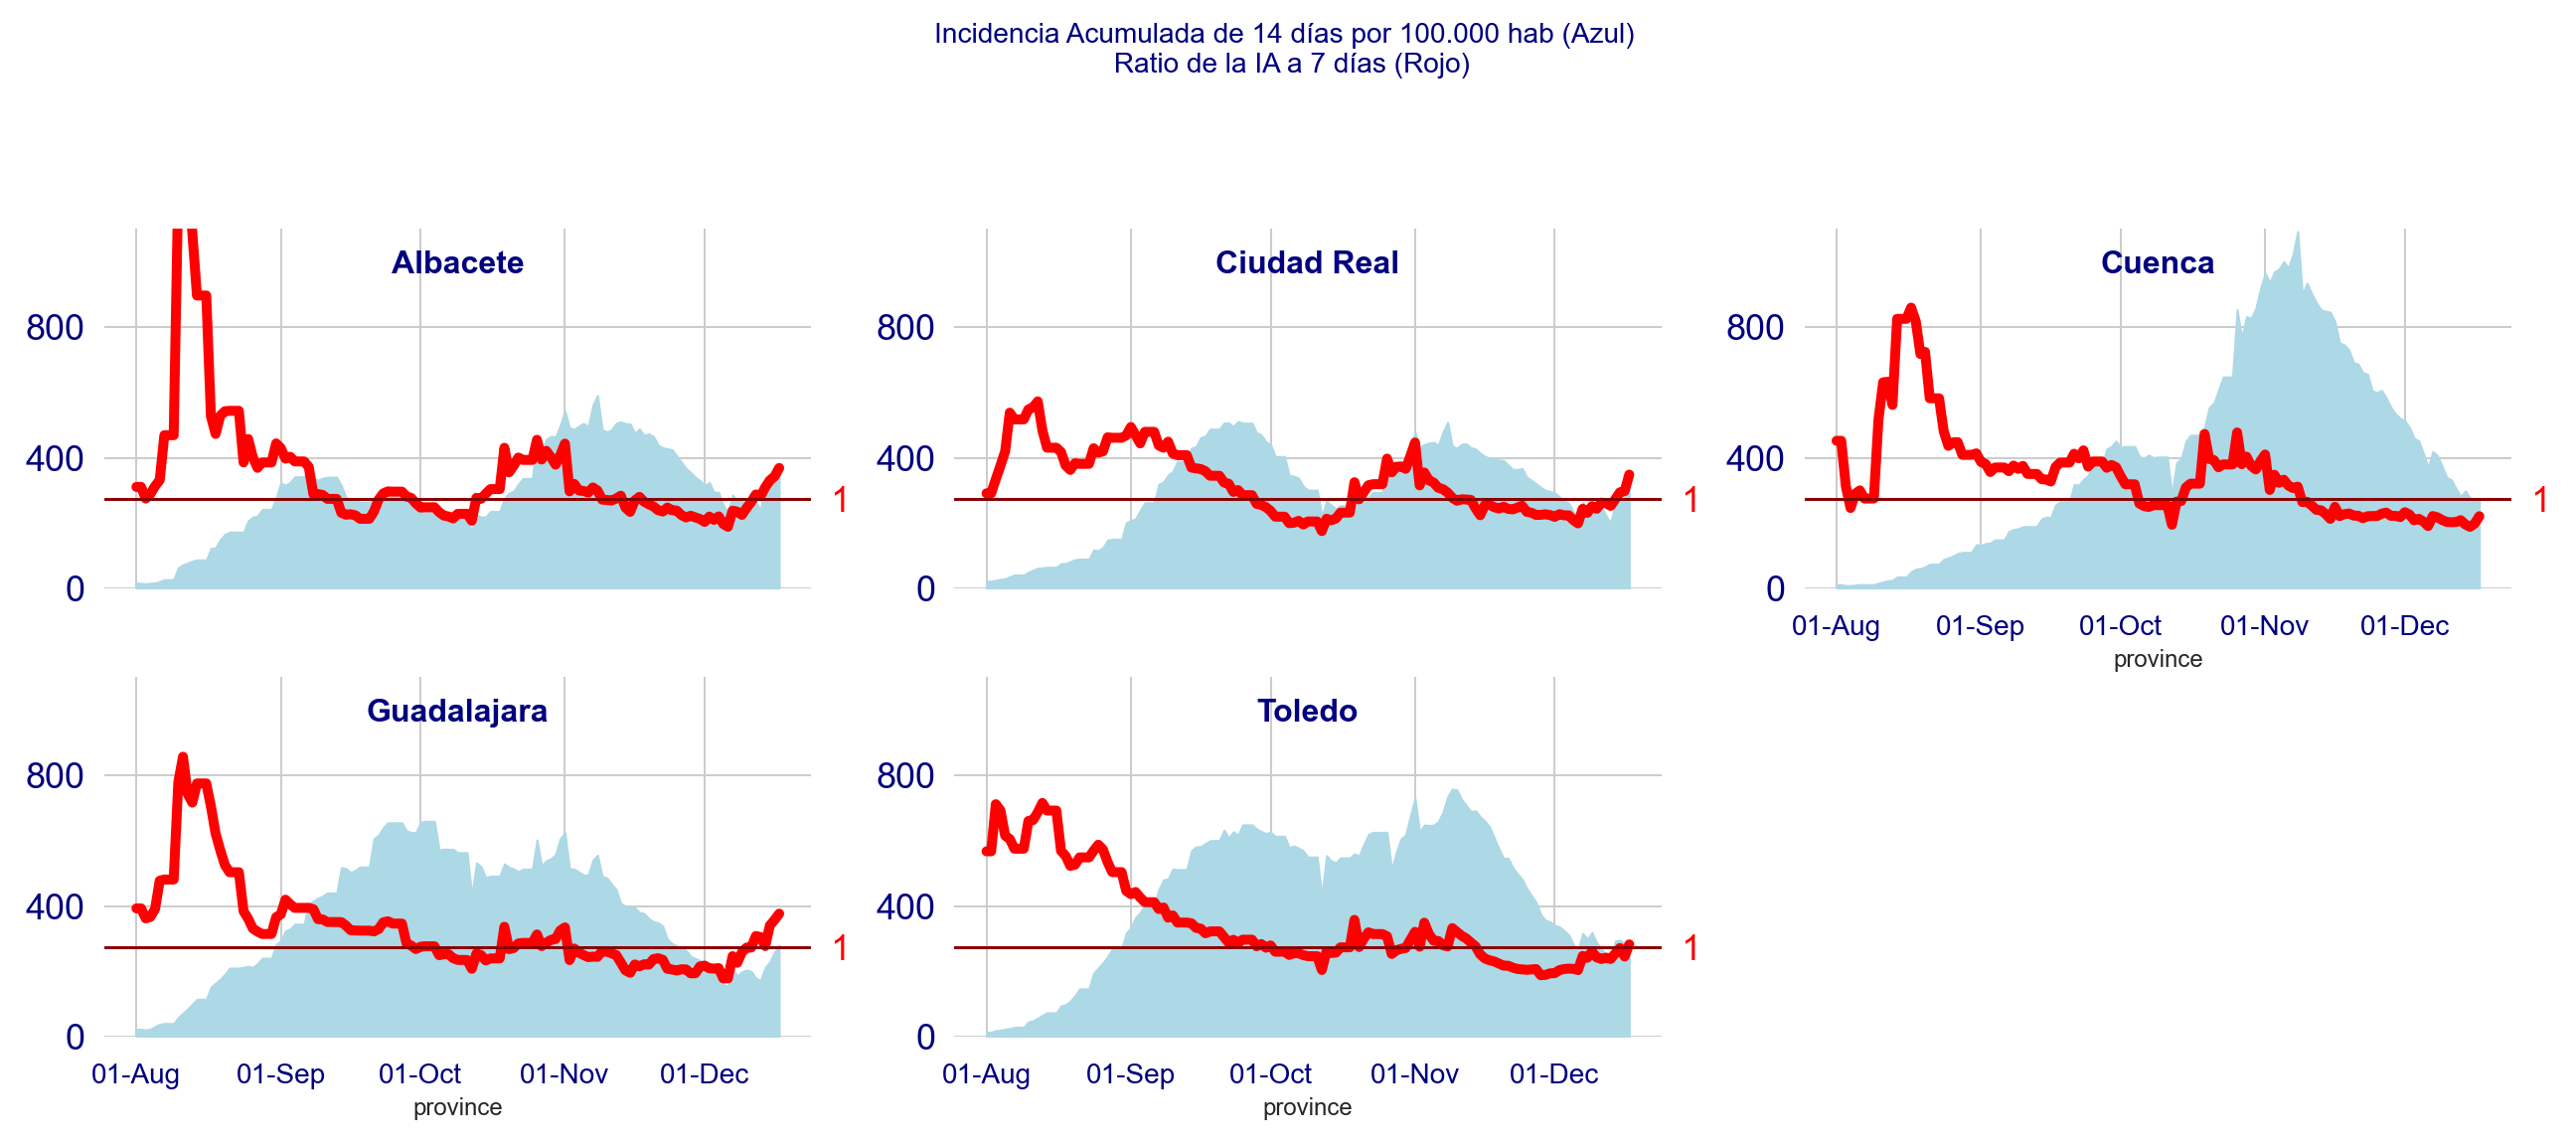 Incidencia Acumulada de 14 días por 100.000 hab (Azul)
Ratio de la IA a 7 días (Rojo)
Albacete
800
400
0
1
Ciudad Real
800
400
0
1
Cuenca
800
400
0
1
01-Aug 01-Sep 01-Oct 01-Nov 01-Dec
province
Guadalajara
800
400
0
1
01-Aug 01-Sep 01-Oct 01-Nov 01-Dec
province
Toledo
800
400
0
1
01-Aug 01-Sep 01-Oct 01-Nov 01-Dec
province